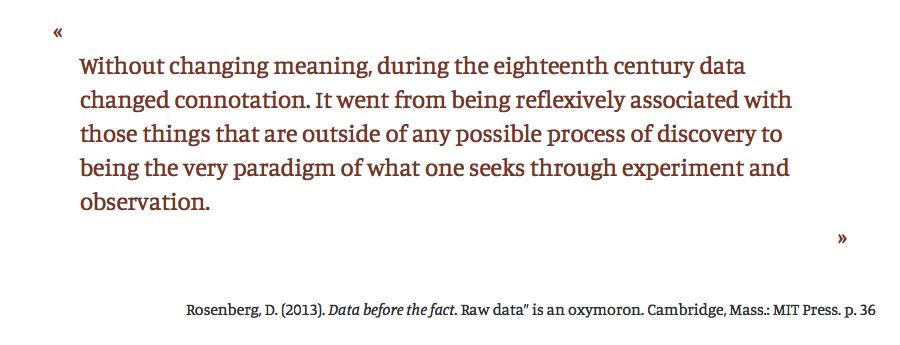 «
Without changing meaning, during the eighteenth century data
changed connotation. It went from being reflexively associated with
those things that are outside of any possible process of discovery to
being the very paradigm of what one seeks through experiment and
observation.
»
Rosenberg, D. (2013). Data before the fact. Raw data” is an oxymoron. Cambridge, Mass.: MIT Press. p. 36